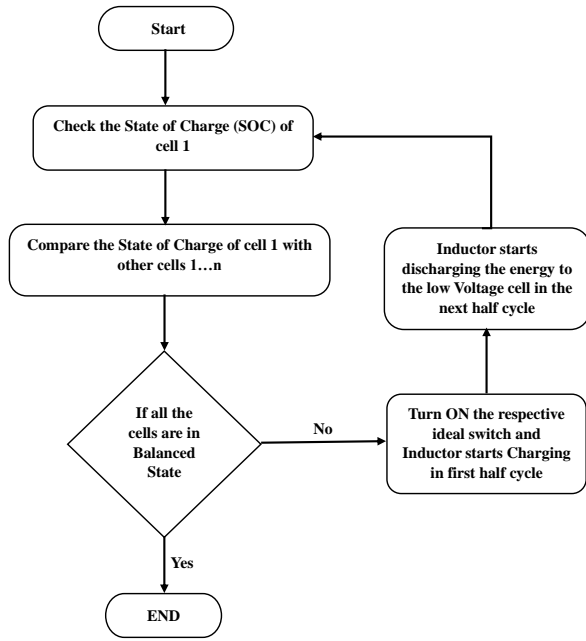 Start
Check the State of Charge (SOC) of
cell 1
Compare the State of Charge of cell 1 with
other cells 1…n
If all the
cells are in
Balanced
State
No
Turn ON the respective
ideal switch and
Inductor starts Charging
in first half cycle
Inductor starts
discharging the energy to
the low Voltage cell in the
next half cycle
Yes
END